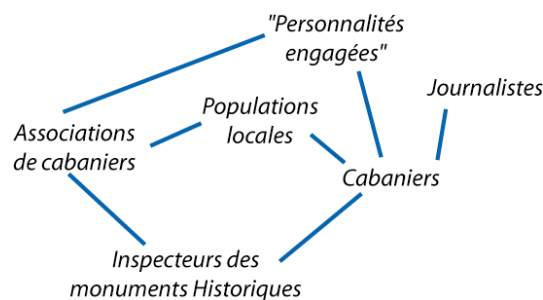 "Personnalités
engagées"
Journalistes
Populations
locales
Associations
de cabaniers
Cabaniers
Inspecteurs des
monuments Historiques